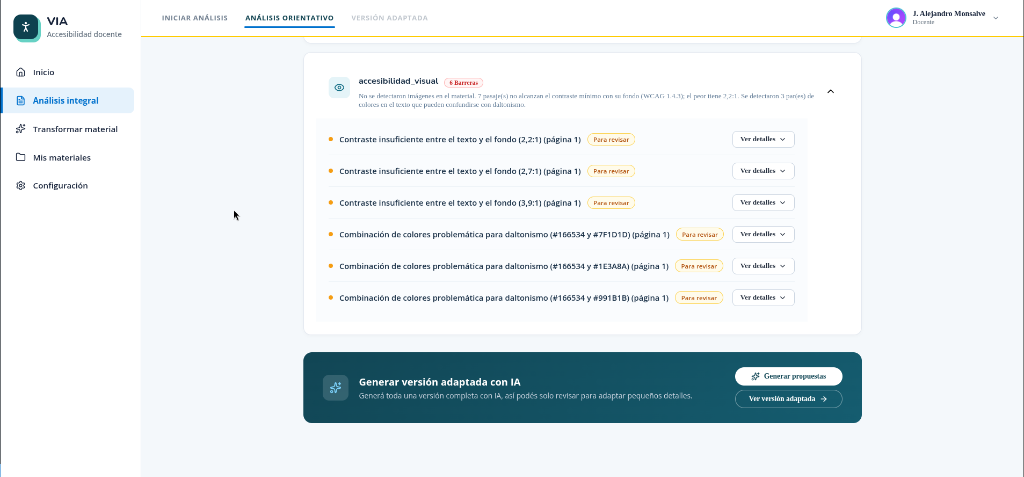 VIA
Accesibilidad docente
INICIAR ANÁLISIS
ANÁLISIS ORIENTATIVO
VERSIÓN ADAPTADA
J. Alejandro Monsalve
Docente
Inicio
Análisis integral
Transformar material
Mis materiales
Configuración
accesibilidad_visual
6 Barreras
No se detectaron imágenes en el material. 7 pasaje(s) no alcanzan el contraste mínimo con su fondo (WCAG 1.4.3); el peor tiene 2,2:1. Se detectaron 3 par(es) de
colores en el texto que pueden confundirse con daltonismo.
Contraste insuficiente entre el texto y el fondo (2,2:1) (página 1)
Para revisar
Ver detalles
Contraste insuficiente entre el texto y el fondo (2,7:1) (página 1)
Para revisar
Ver detalles
Contraste insuficiente entre el texto y el fondo (3,9:1) (página 1)
Para revisar
Ver detalles
Combinación de colores problemática para daltonismo (#166534 y #7F1D1D) (página 1)
Para revisar
Ver detalles
Combinación de colores problemática para daltonismo (#166534 y #1E3A8A) (página 1)
Para revisar
Ver detalles
Combinación de colores problemática para daltonismo (#166534 y #991B1B) (página 1)
Para revisar
Ver detalles
Generar versión adaptada con IA
Generá toda una versión completa con IA, así podés solo revisar para adaptar pequeños detalles.
Generar propuestas
Ver versión adaptada